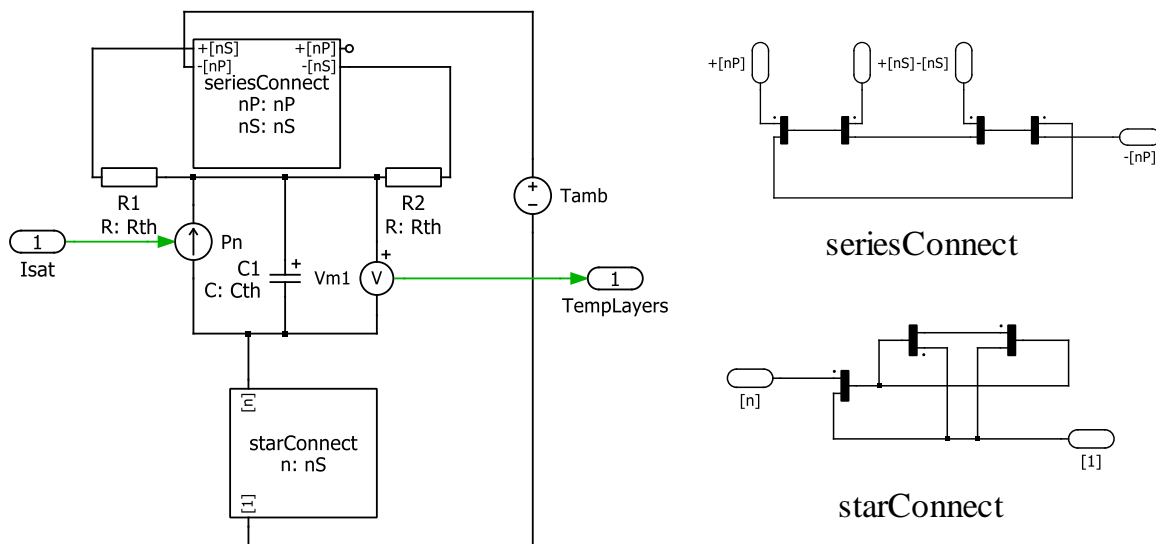 +[nS] +[nP]
-[nP] -[nS]
seriesConnect
nP: nP
nS: nS
R1
R: Rth
R2
R: Rth
Tamb
+
−
1
Isat
Pn
C1
C: Cth
+
Vm1
+
V
1
TempLayers
[n]
starConnect
n: nS
[1]
+[nP]
+[nS]-[nS]
-[nP]
seriesConnect
[n]
[1]
starConnect